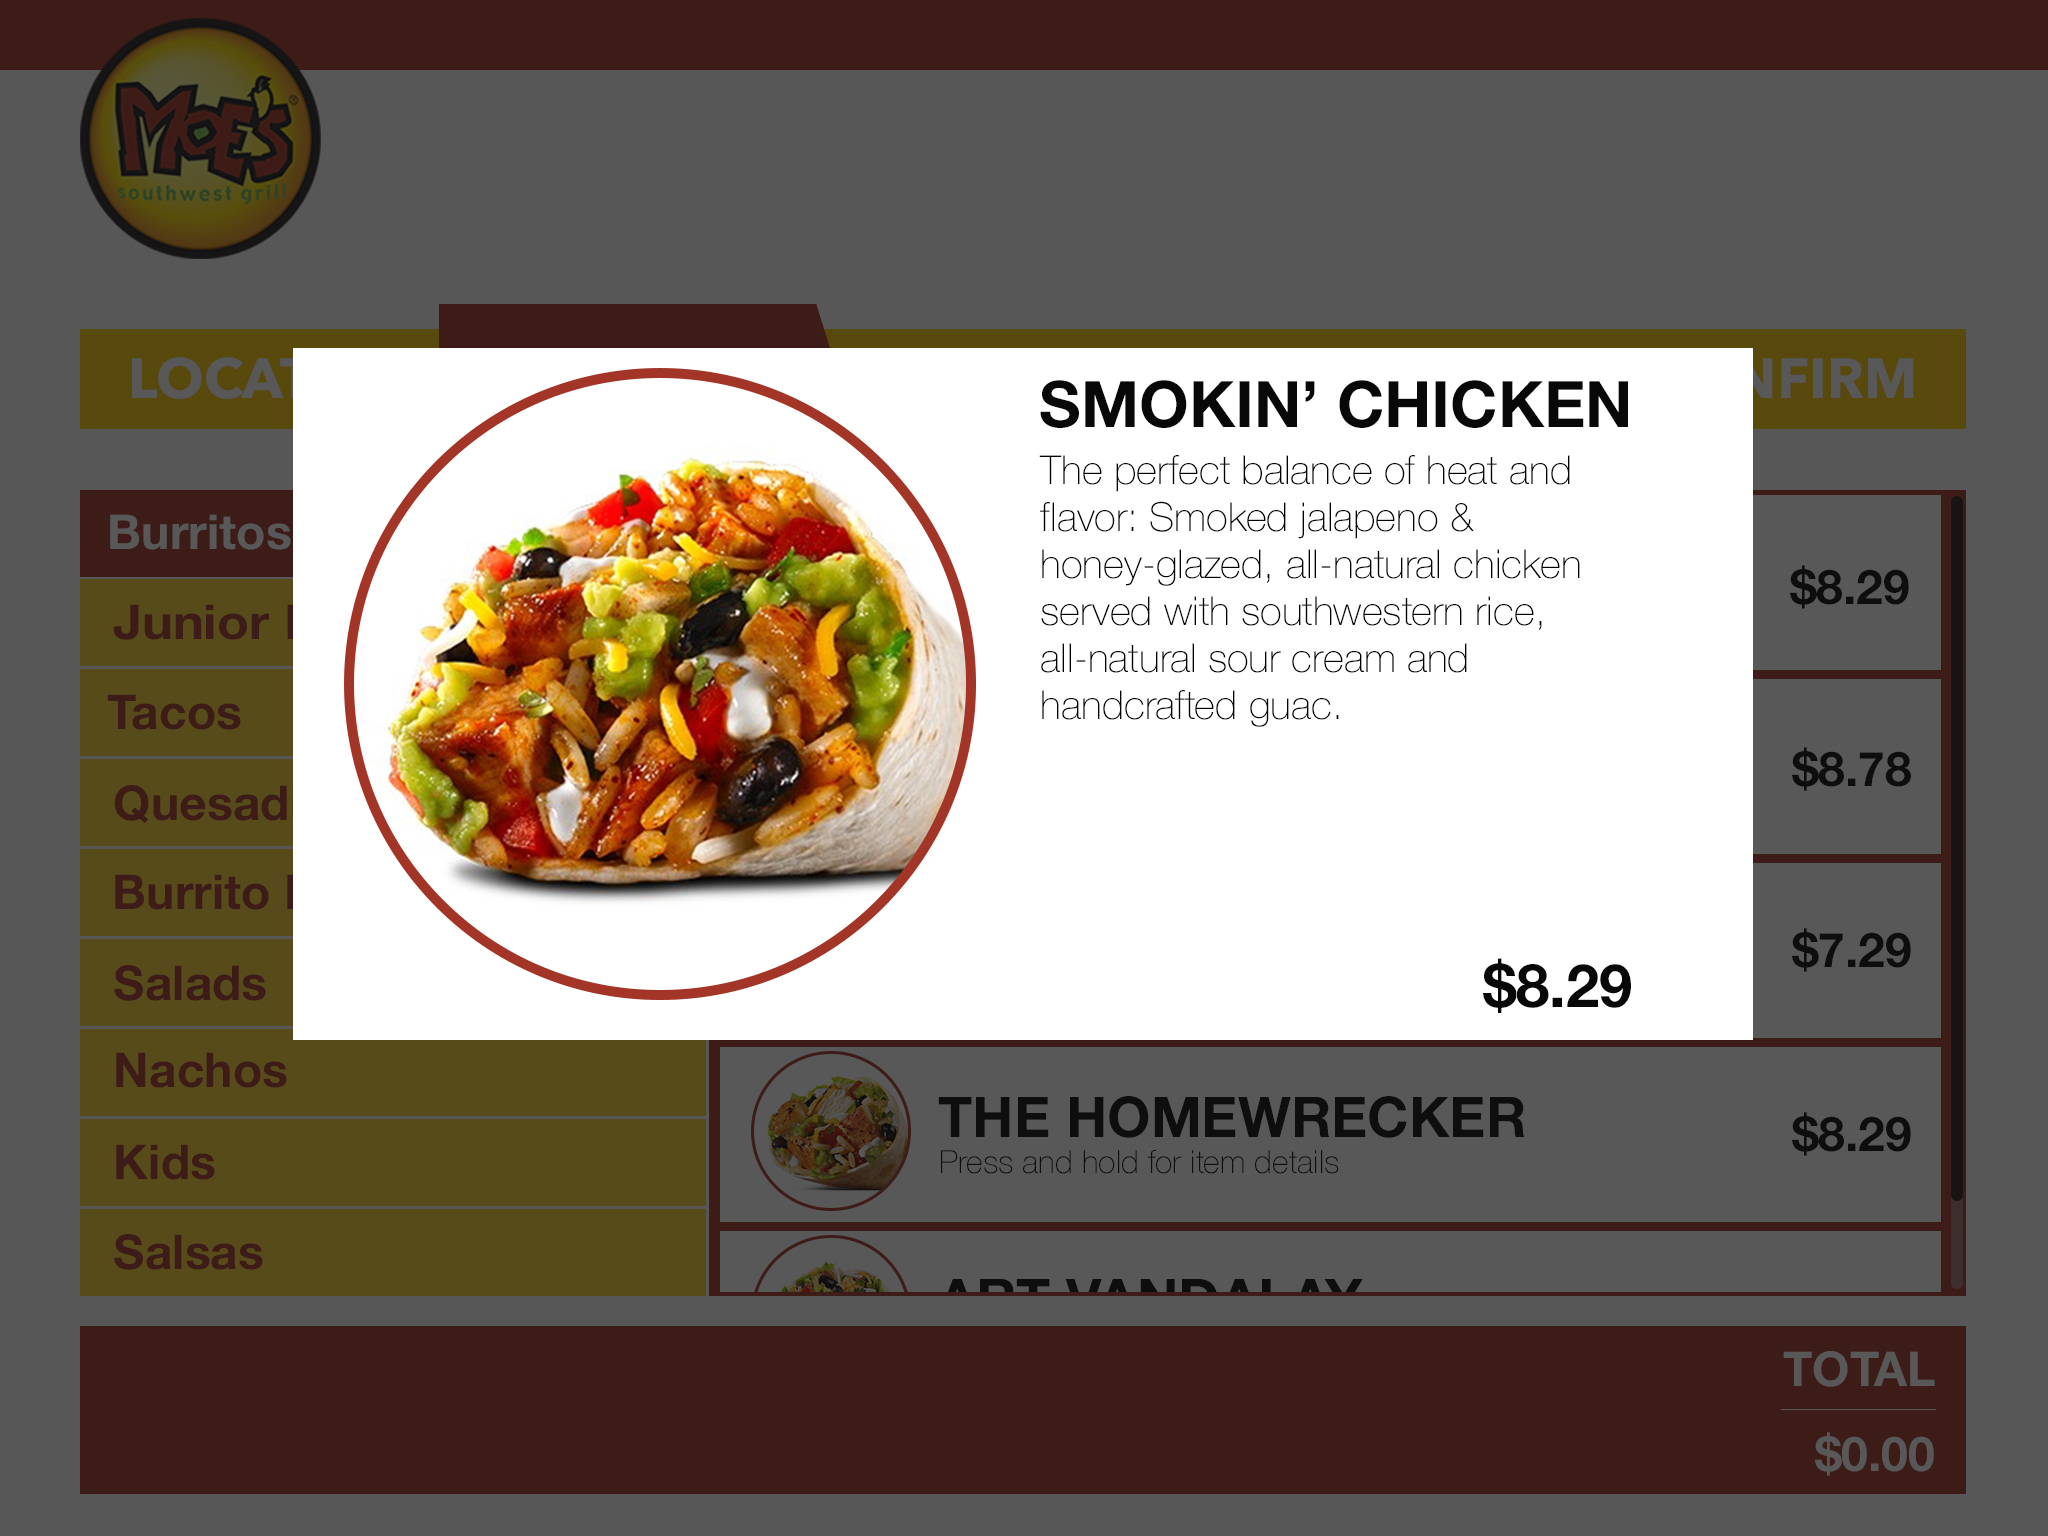 MOE'S
southwest grill
SMOKIN' CHICKEN
The perfect balance of heat and
flavor: Smoked jalapeno &
honey-glazed, all-natural chicken
served with southwestern rice,
all-natural sour cream and
handcrafted guac.
$8.29
Burritos
Junior
Tacos
Burrito
Salads
Nachos
Kids
Salsas
$8.29
$8.78
$7.29
THE HOMEWRECKER
Press and hold for item details
$8.29
ART VANDALAY
TOTAL
$0.00